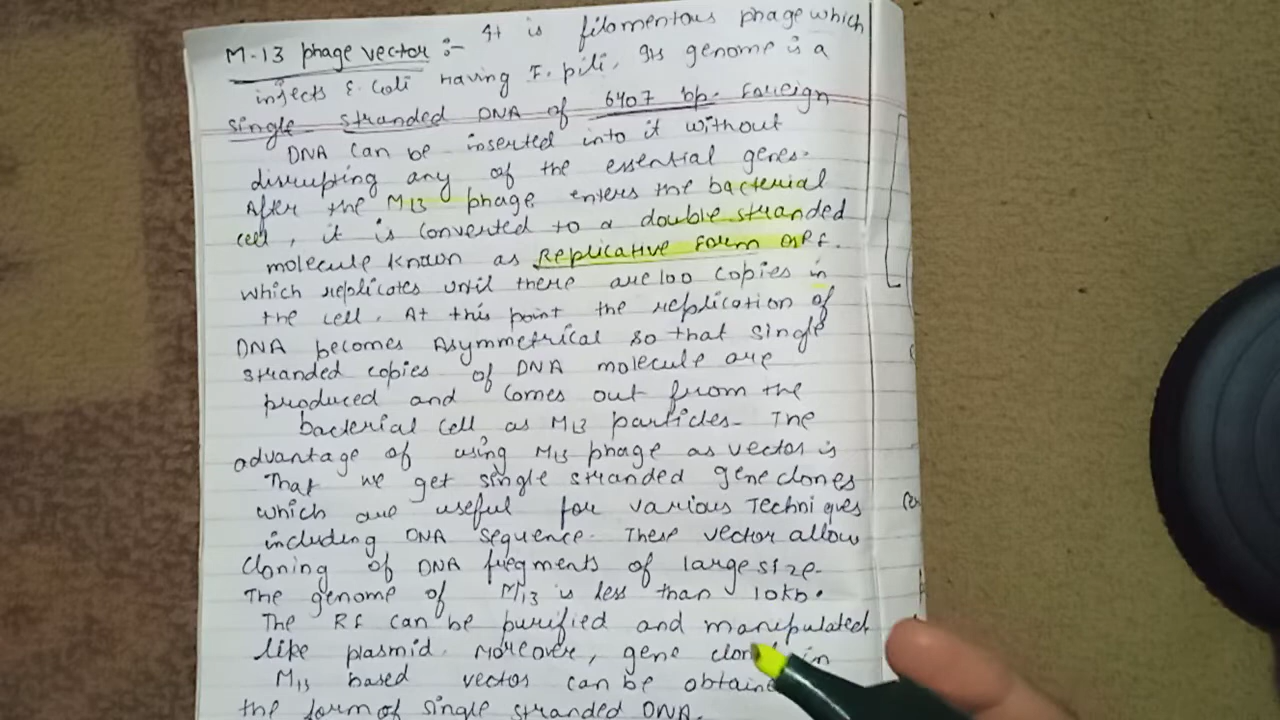 M-13 phage vector :- It is filamentous phage which
injects E. Coli Having F. pili, Its genome is a
single stranded DNA of 6407 bp. Foreign
DNA can be inserted into it without
disrupting any of the essential genes.
After the M13 phage enters the bacterial
cell, it is converted to a double stranded
molecule known as Replicative form or RF.
which replicates until there are 100 copies in
the cell. At this point the replication of
DNA becomes Asymmetrical so that single
stranded copies of DNA molecule are
produced and comes out from the
bacterial cell as M13 particles. The
advantage of using M13 phage as vector is
That we get single stranded gene clones
which are useful for various Techniques
including DNA sequence. These vector allow
cloning of DNA fregments of large size.
The genome of M13 is less than 10kb.
The RF can be purified and manipulated
like plasmid. Moreover, gene in
M13 based vector can be
the form of single stranded DNA.